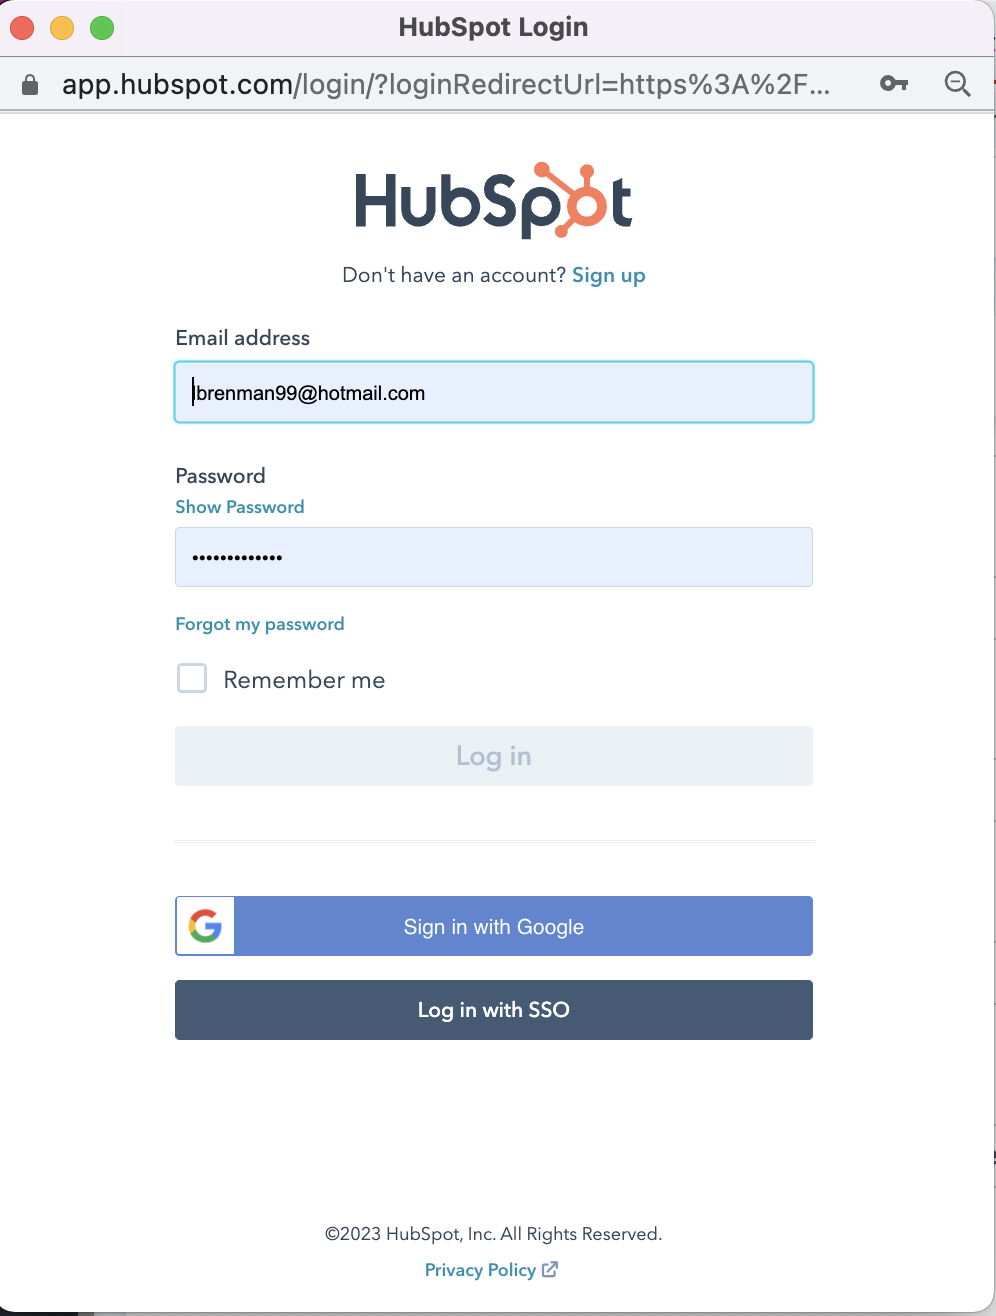 HubSpot Login
app.hubspot.com/login/?loginRedirectUrl=https%3A%2F...
HubSpot
Don't have an account? Sign up
Email address
lbrenman99@hotmail.com
Password
Show Password
•••••••••••••
Forgot my password
Remember me
Log in
G
Sign in with Google
Log in with SSO
©2023 HubSpot, Inc. All Rights Reserved.
Privacy Policy